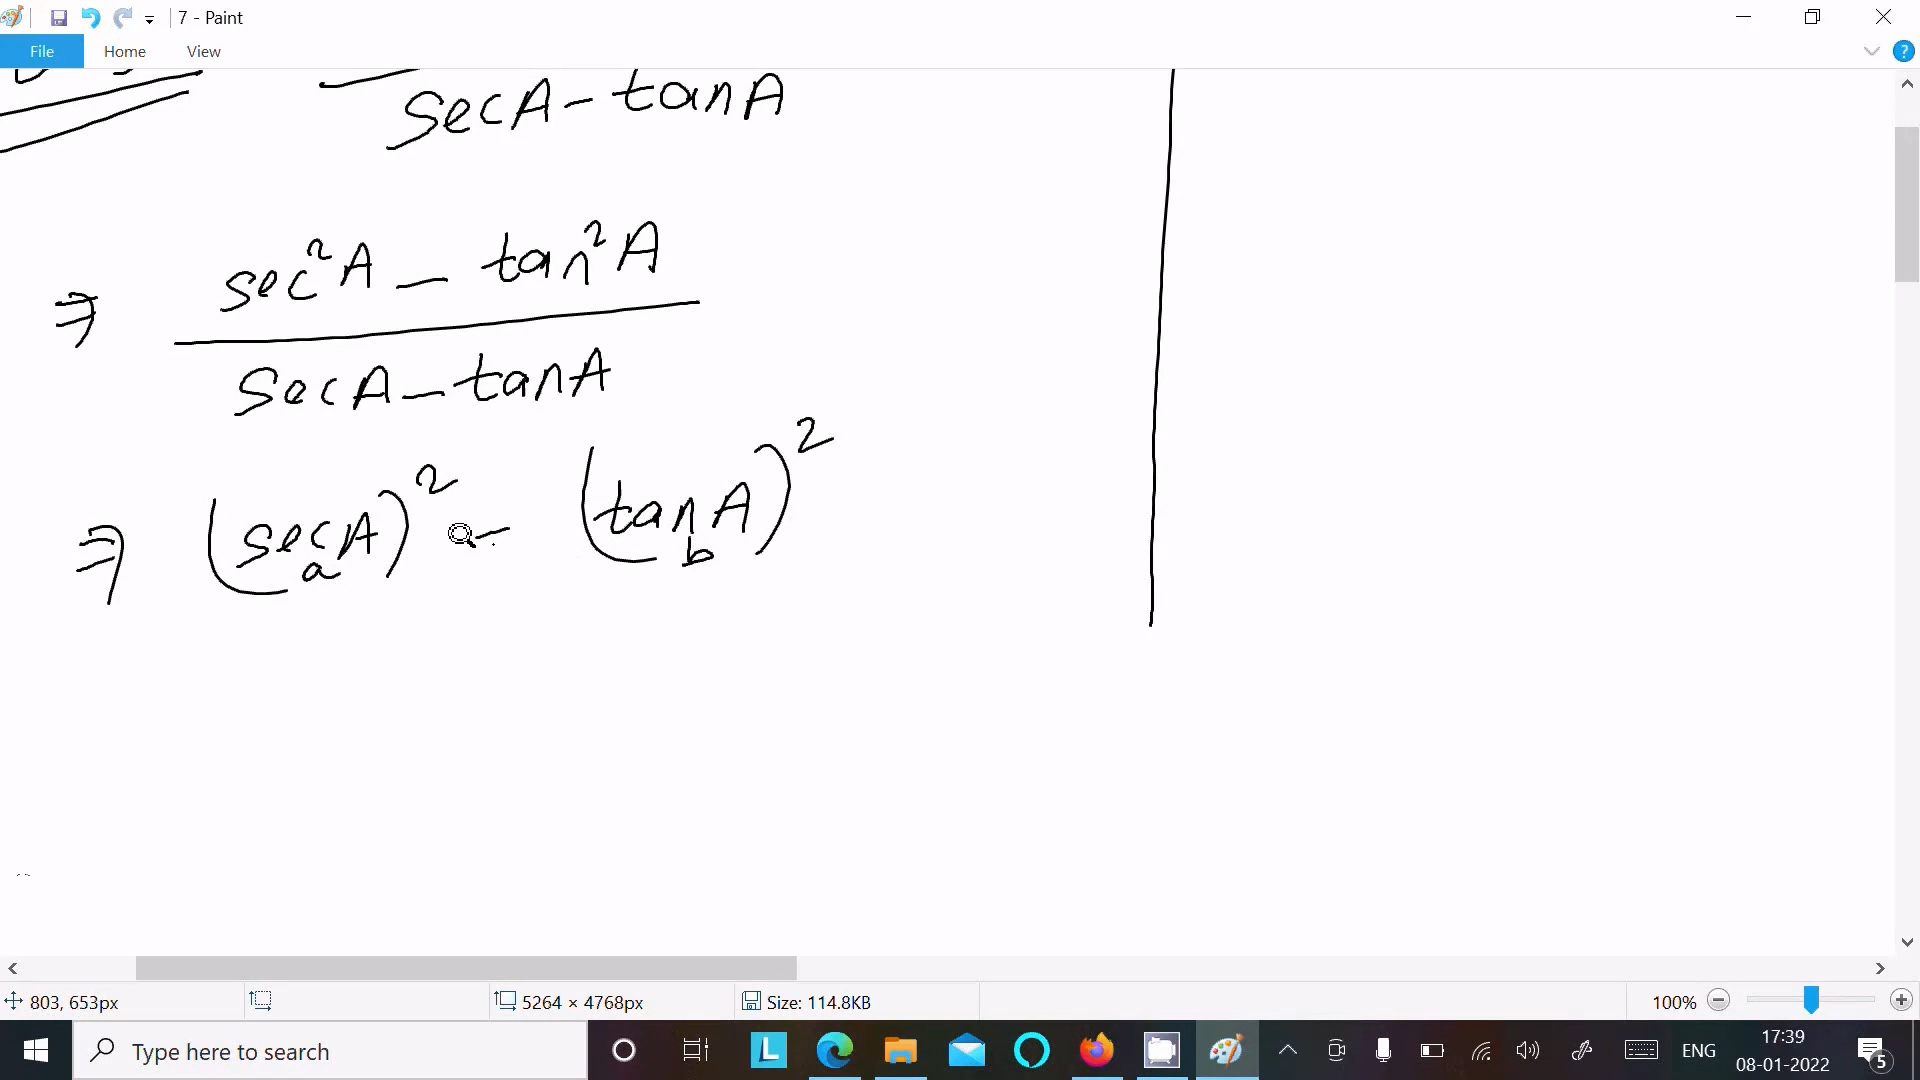 7 - Paint
File Home View
secA - tanA
⇒ sec²A - tan²A
secA - tanA
⇒ (secA)² - (tanA)²
a b
803, 653px 5264 × 4768px Size: 114.8KB 100%
Type here to search
L
ENG
17:39
08-01-2022
5